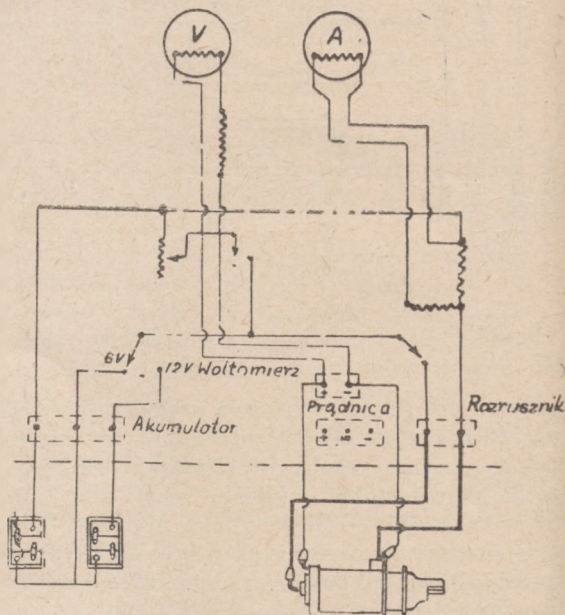 V
A
6V
12V Woltomierz
Prądnica
Rozrusznik
Akumulator